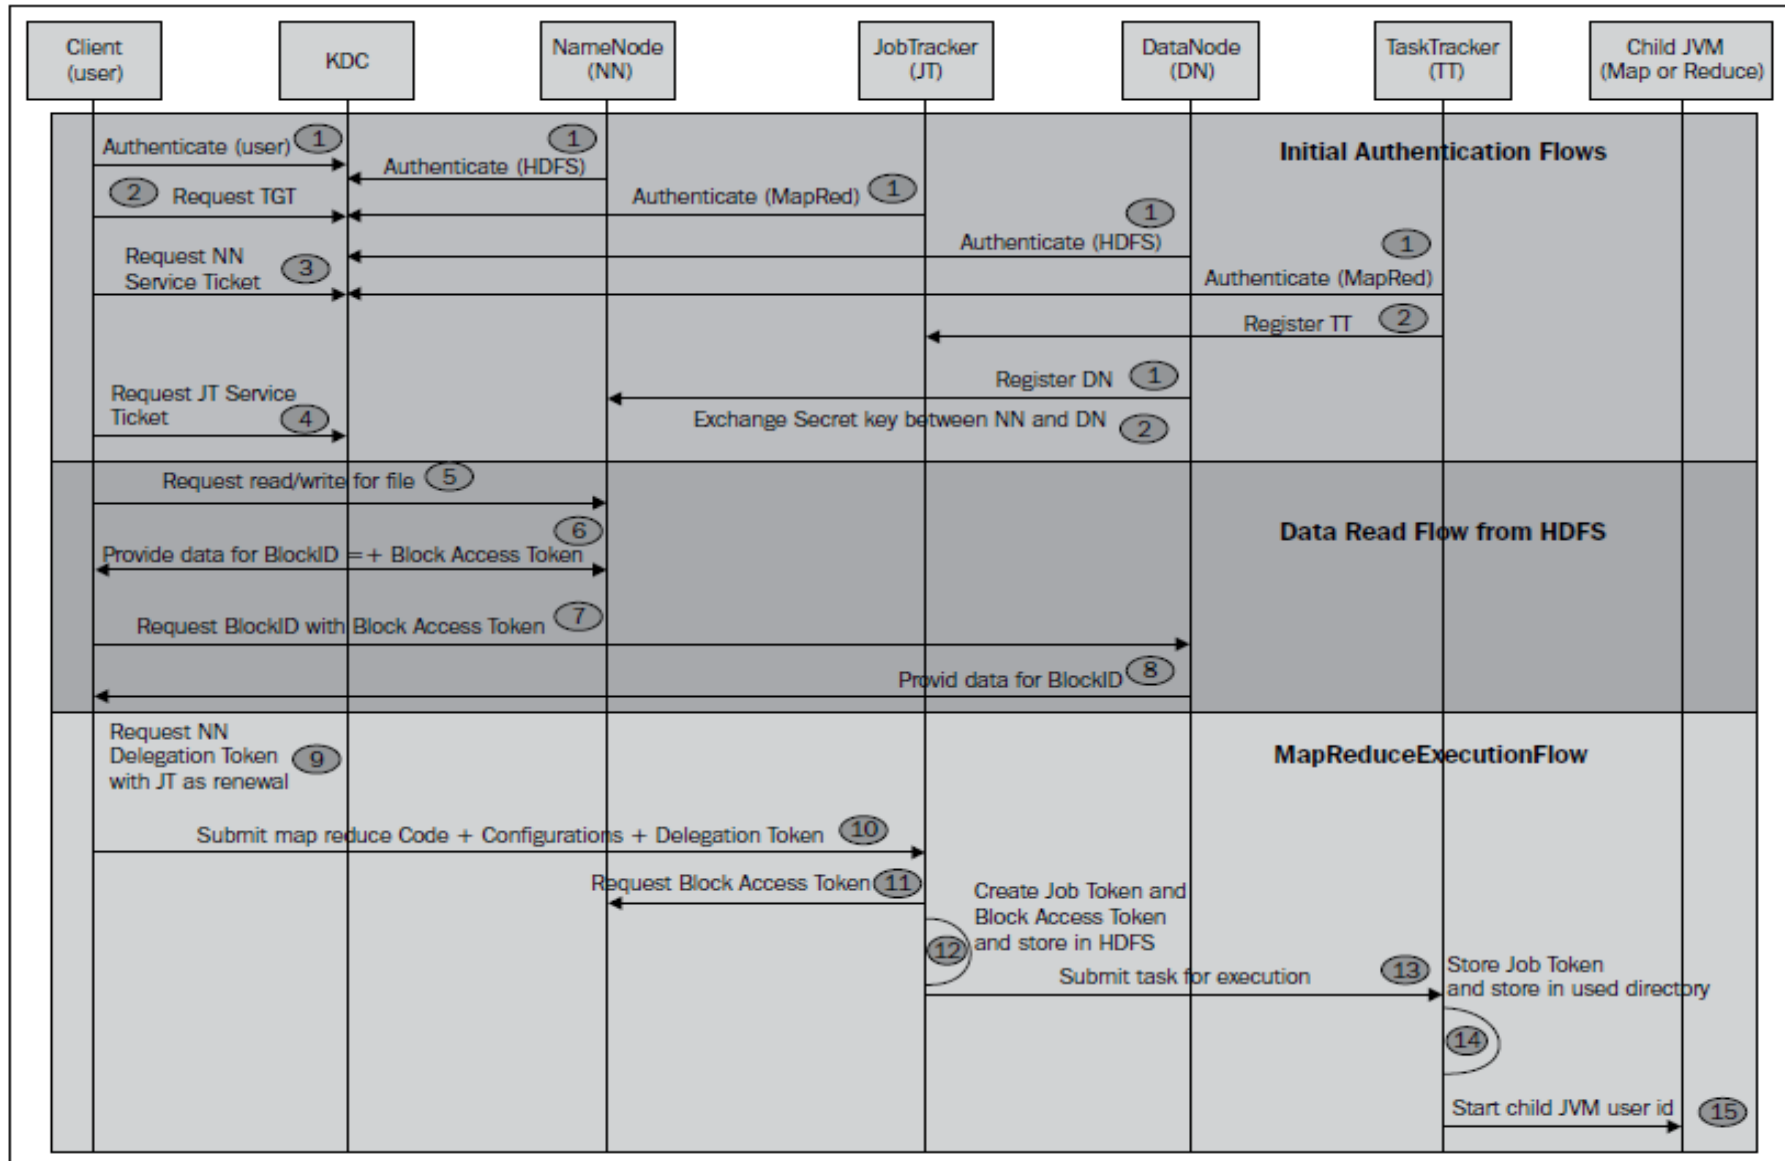 Client
(user)
KDC
NameNode
(NN)
JobTracker
(JT)
DataNode
(DN)
TaskTracker
(TT)
Child JVM
(Map or Reduce)
Initial Authentication Flows
Authenticate (user) 1
1
Authenticate (HDFS)
2 Request TGT
Authenticate (MapRed) 1
1
Authenticate (HDFS)
1
Authenticate (MapRed)
Request NN
Service Ticket 3
Register TT 2
Register DN 1
Request JT Service
Ticket 4
Exchange Secret key between NN and DN 2
Request read/write for file 5
Data Read Flow from HDFS
6
Provide data for BlockID =+ Block Access Token
Request BlockID with Block Access Token 7
Provid data for BlockID 8
Request NN
Delegation Token
with JT as renewal 9
MapReduceExecutionFlow
Submit map reduce Code + Configurations + Delegation Token 10
Request Block Access Token 11
Create Job Token and
Block Access Token
and store in HDFS
12
Submit task for execution 13
Store Job Token
and store in used directory
14
Start child JVM user id 15